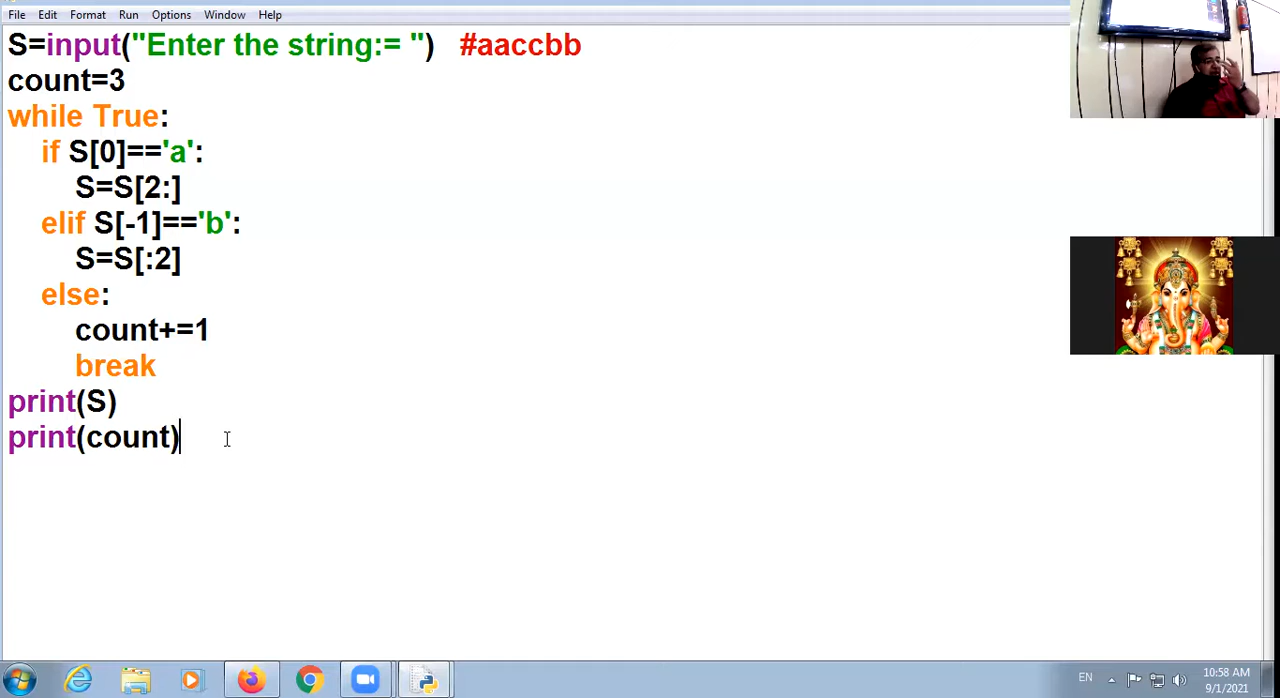 File Edit Format Run Options Window Help
S=input("Enter the string:= ")   #aaccbb
count=3
while True:
    if S[0]=='a':
        S=S[2:]
    elif S[-1]=='b':
        S=S[:2]
    else:
        count+=1
        break
print(S)
print(count)
EN
10:58 AM
9/1/2021